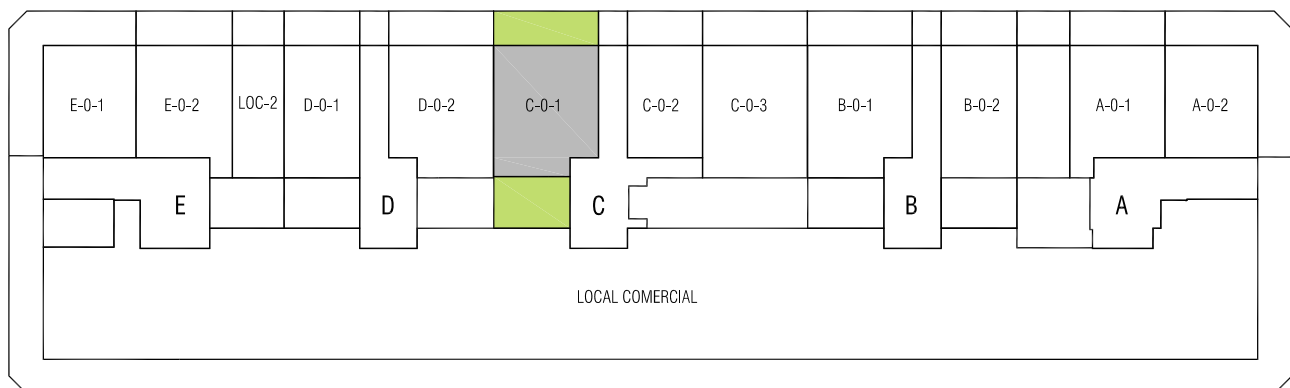 E-0-1
E-0-2
LOC-2
D-0-1
D-0-2
C-0-1
C-0-2
C-0-3
B-0-1
B-0-2
A-0-1
A-0-2
E
D
C
B
A
LOCAL COMERCIAL